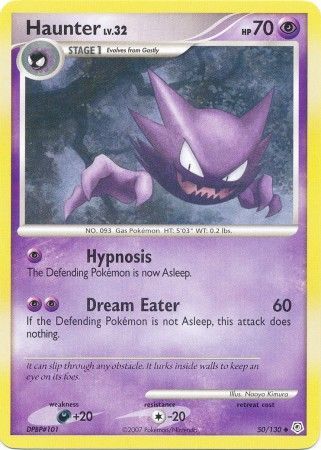 Haunter LV.32
HP 70
STAGE 1 Evolves from Gastly
NO. 093 Gas Pokémon HT: 5'03" WT: 0.2 lbs.
Hypnosis
The Defending Pokémon is now Asleep.
Dream Eater 60
If the Defending Pokémon is not Asleep, this attack does
nothing.
It can slip through any obstacle. It lurks inside walls to keep an
eye on its foes.
Illus. Naoyo Kimura
weakness resistance retreat cost
+20 -20
DPBP#101 ©2007 Pokémon/Nintendo 50/130